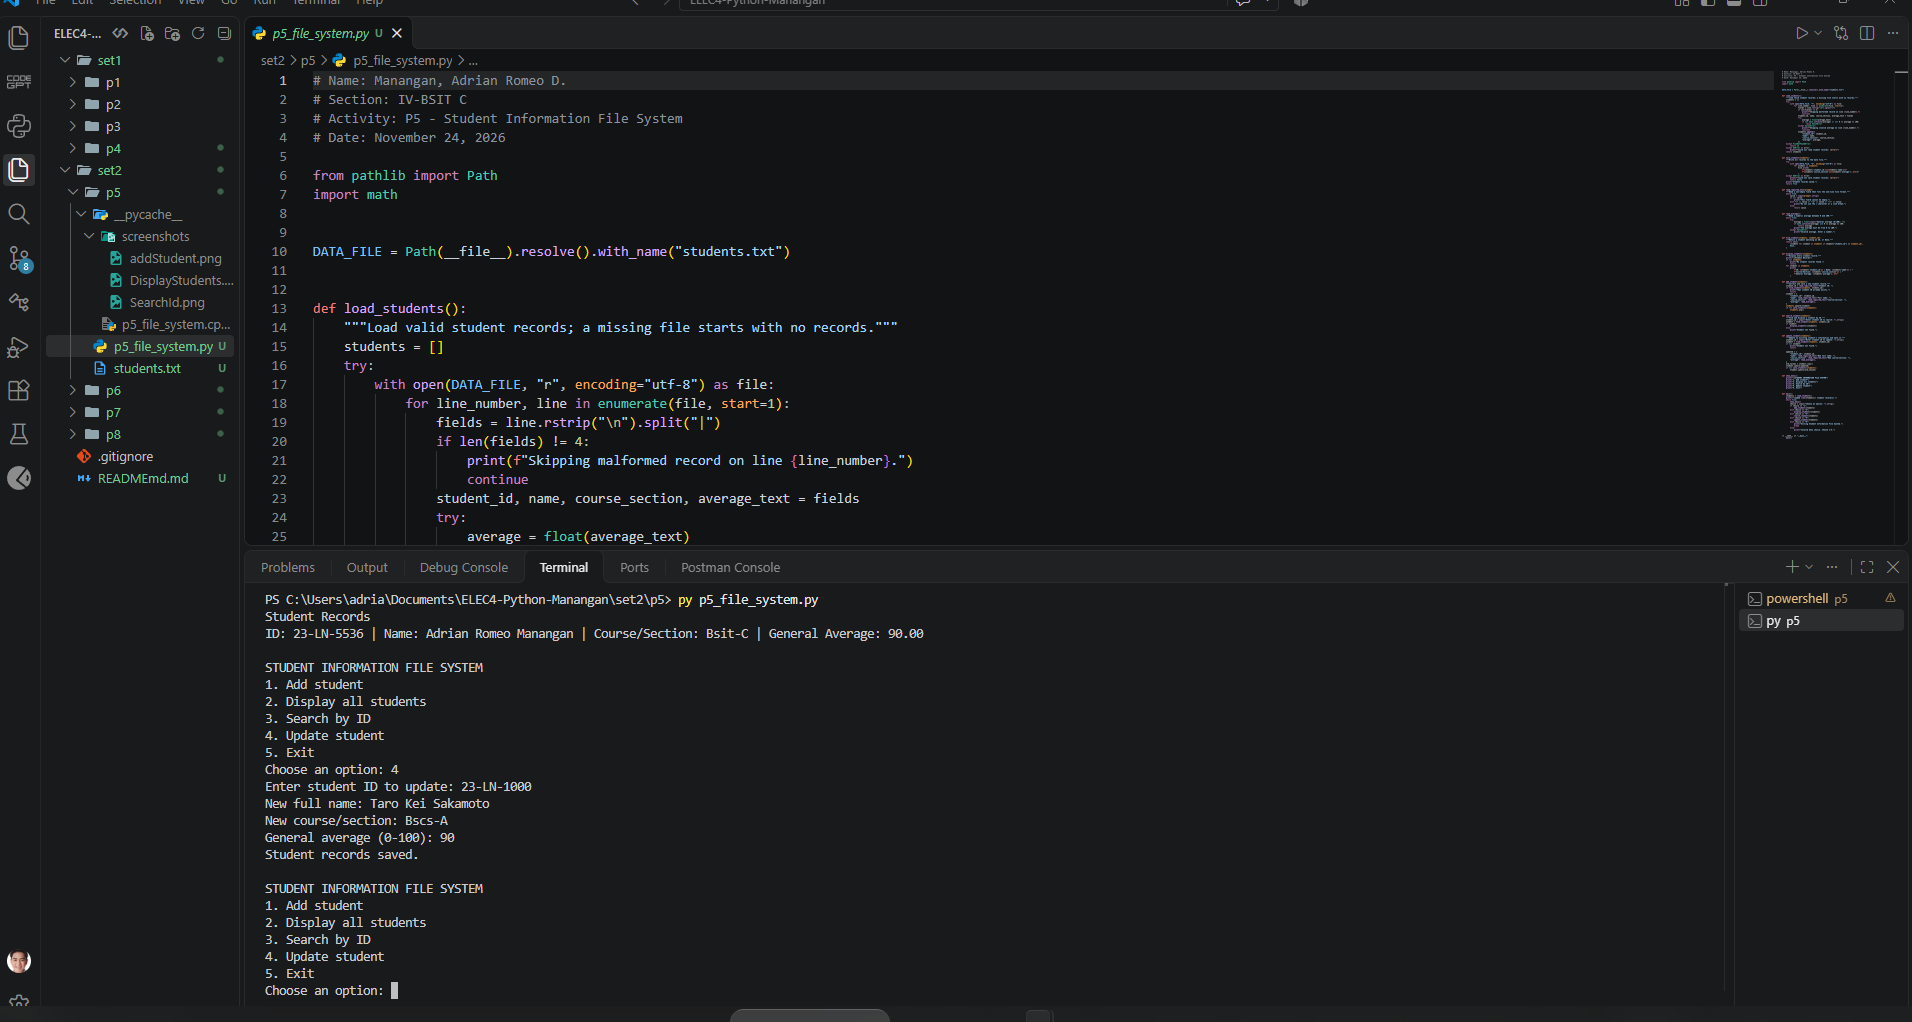 ELEC4-Python-Manangan
ELEC4-...
set1
p1
p2
p3
p4
set2
p5
__pycache__
screenshots
addStudent.png
DisplayStudents....
SearchId.png
p5_file_system.cp...
p5_file_system.py U
students.txt U
p6
p7
p8
.gitignore
READMEmd.md U
8
p5_file_system.py U
set2 > p5 > p5_file_system.py > ...
1 # Name: Manangan, Adrian Romeo D.
2 # Section: IV-BSIT C
3 # Activity: P5 - Student Information File System
4 # Date: November 24, 2026
5
6 from pathlib import Path
7 import math
8
9
10 DATA_FILE = Path(__file__).resolve().with_name("students.txt")
11
12
13 def load_students():
14 """Load valid student records; a missing file starts with no records."""
15 students = []
16 try:
17 with open(DATA_FILE, "r", encoding="utf-8") as file:
18 for line_number, line in enumerate(file, start=1):
19 fields = line.rstrip("\n").split("|")
20 if len(fields) != 4:
21 print(f"Skipping malformed record on line {line_number}.")
22 continue
23 student_id, name, course_section, average_text = fields
24 try:
25 average = float(average_text)
Problems Output Debug Console Terminal Ports Postman Console
PS C:\Users\adria\Documents\ELEC4-Python-Manangan\set2\p5> py p5_file_system.py
Student Records
ID: 23-LN-5536 | Name: Adrian Romeo Manangan | Course/Section: Bsit-C | General Average: 90.00
STUDENT INFORMATION FILE SYSTEM
1. Add student
2. Display all students
3. Search by ID
4. Update student
5. Exit
Choose an option: 4
Enter student ID to update: 23-LN-1000
New full name: Taro Kei Sakamoto
New course/section: Bscs-A
General average (0-100): 90
Student records saved.
STUDENT INFORMATION FILE SYSTEM
1. Add student
2. Display all students
3. Search by ID
4. Update student
5. Exit
Choose an option:
powershell p5
py p5